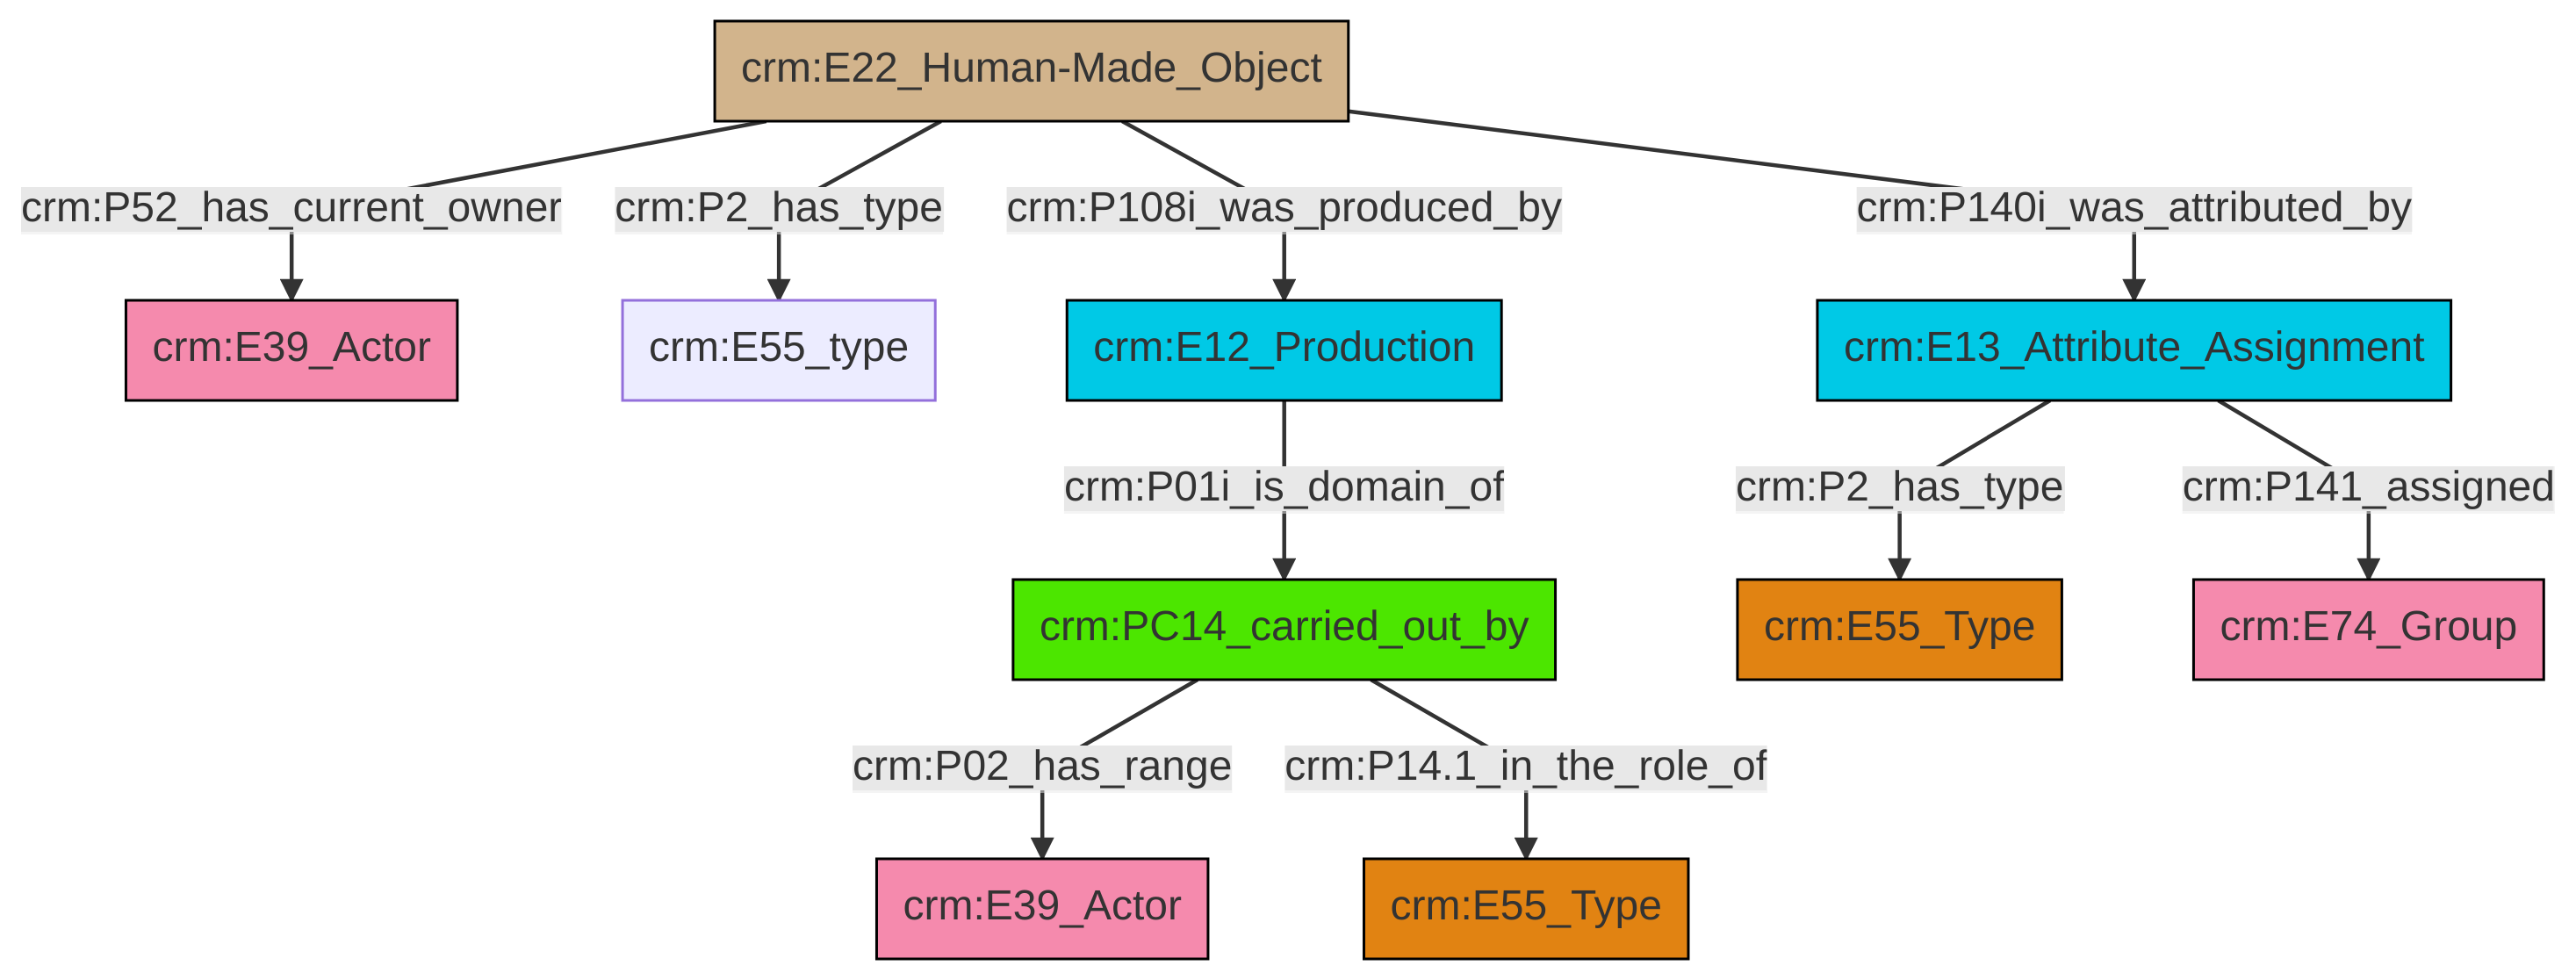 crm:E22_Human-Made_Object
crm:P52_has_current_owner
crm:P2_has_type
crm:P108i_was_produced_by
crm:P140i_was_attributed_by
crm:E39_Actor
crm:E55_type
crm:E12_Production
crm:E13_Attribute_Assignment
crm:P01i_is_domain_of
crm:P2_has_type
crm:P141_assigned
crm:PC14_carried_out_by
crm:E55_Type
crm:E74_Group
crm:P02_has_range
crm:P14.1_in_the_role_of
crm:E39_Actor
crm:E55_Type